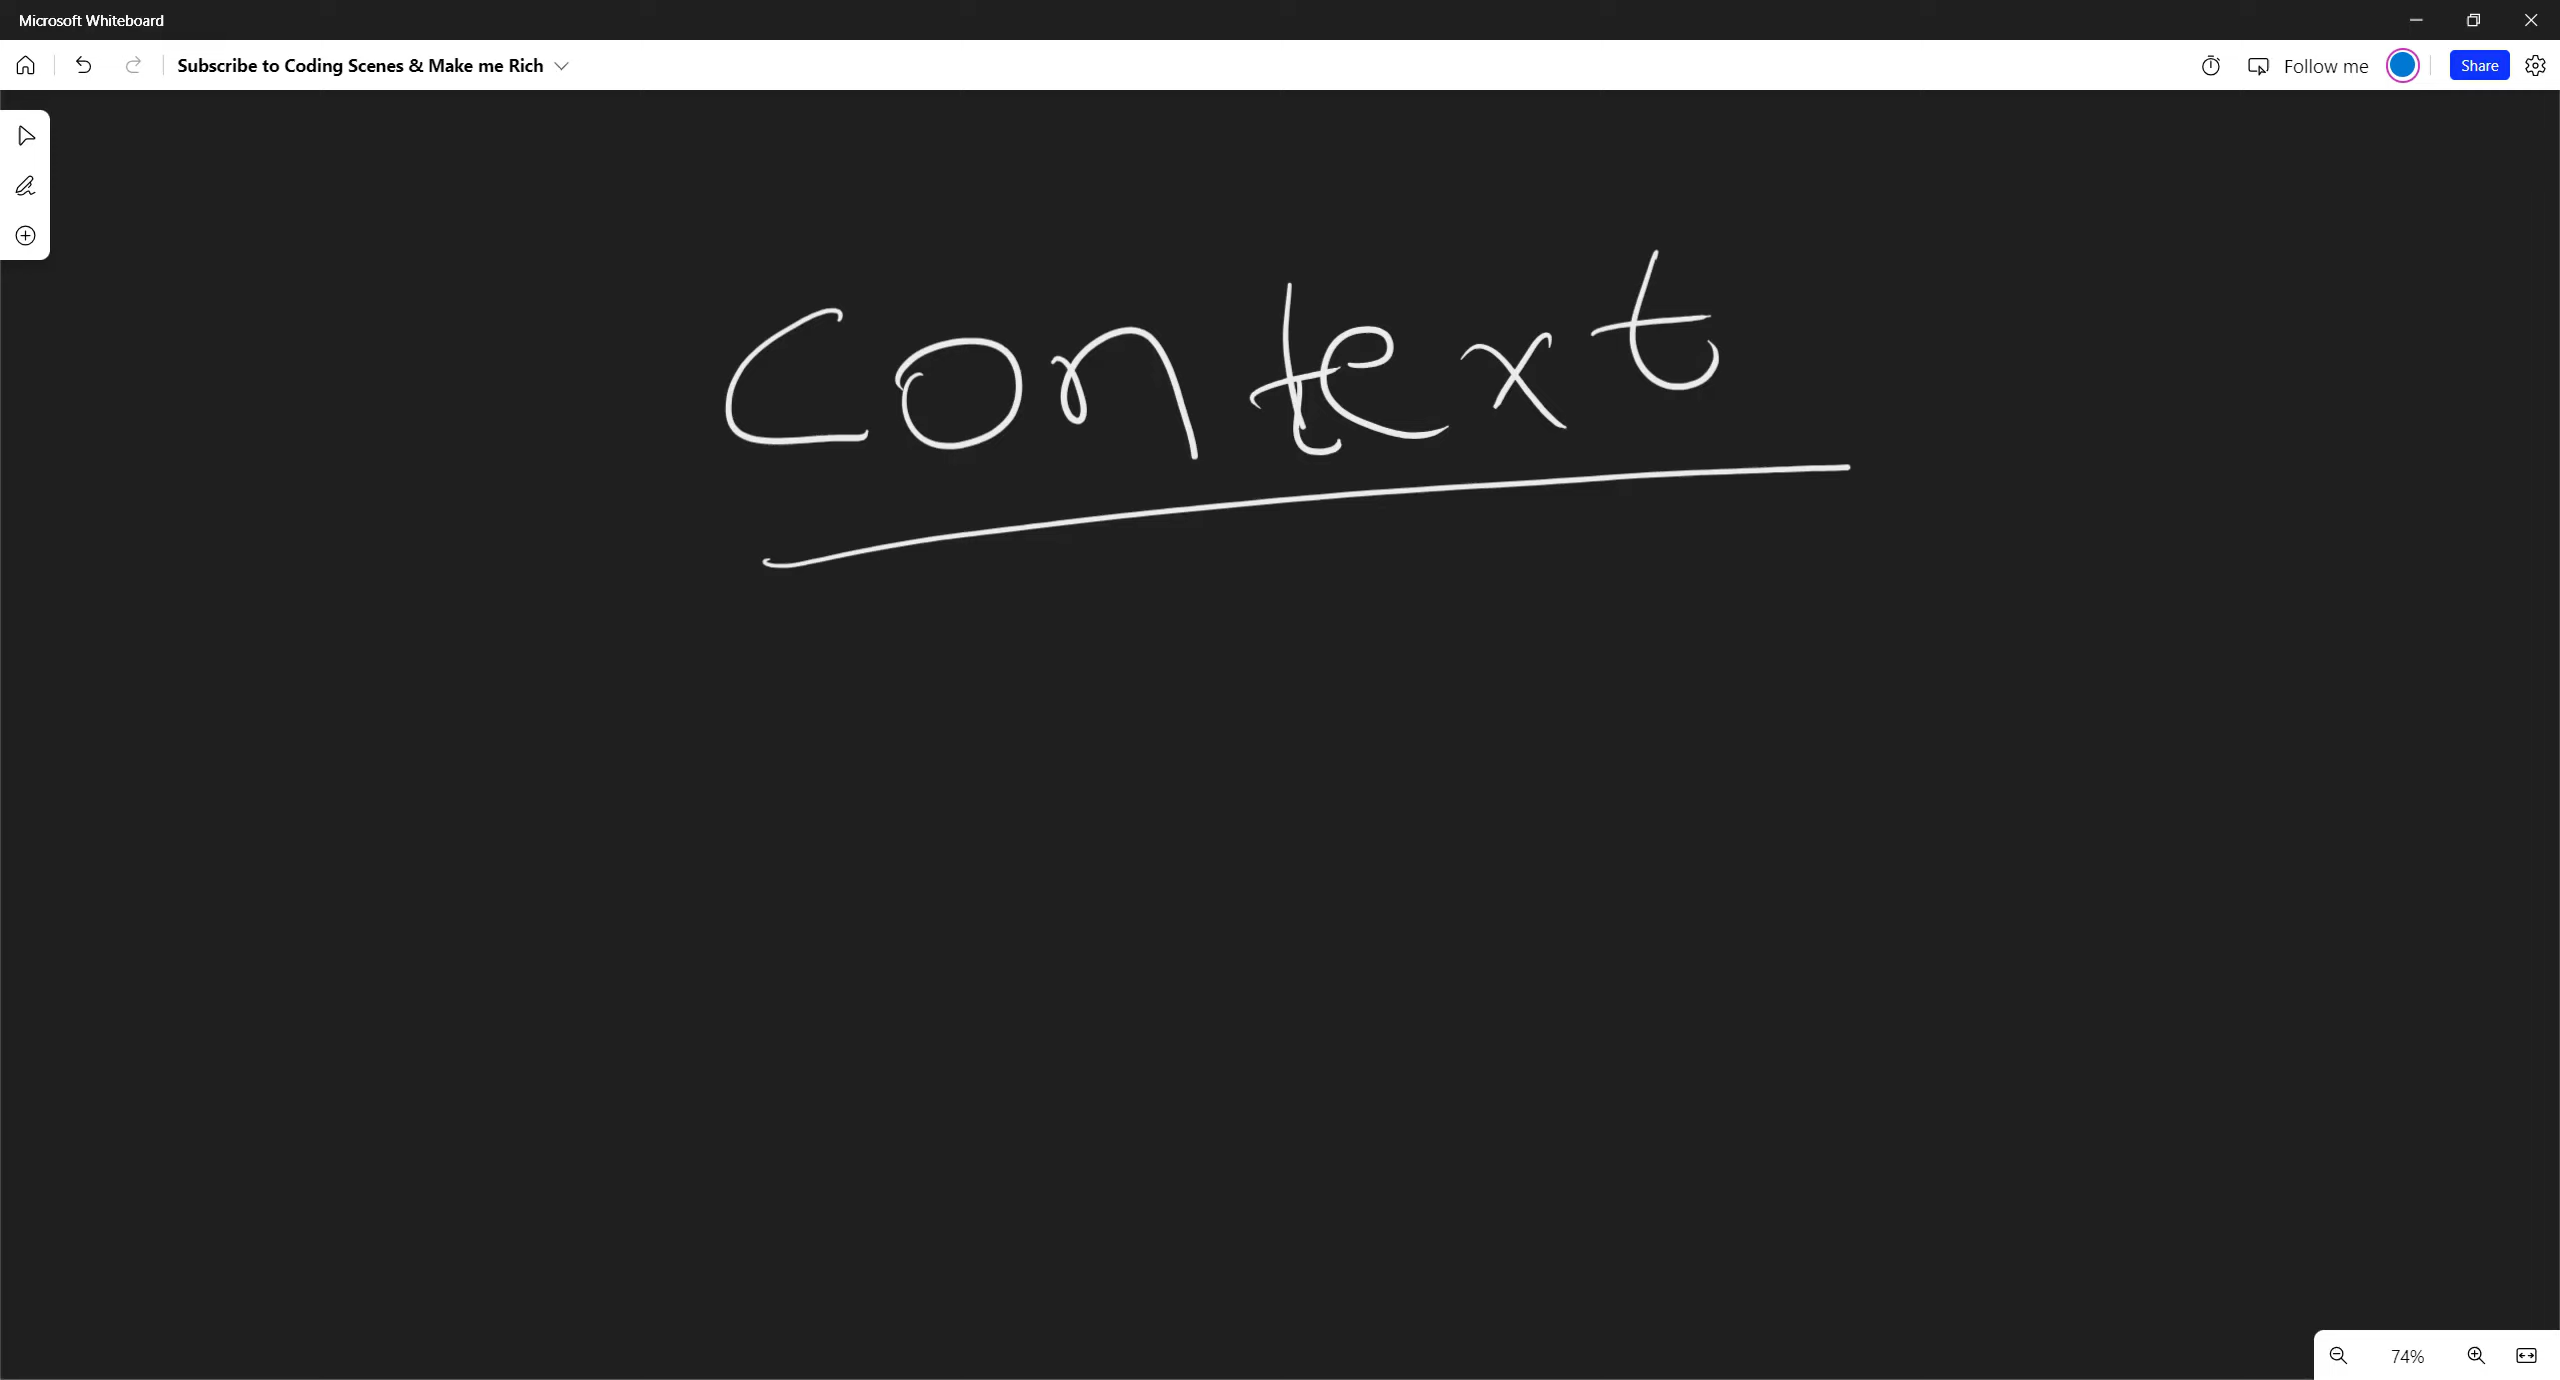 Microsoft Whiteboard
Subscribe to Coding Scenes & Make me Rich
Follow me
Share
Context
74%